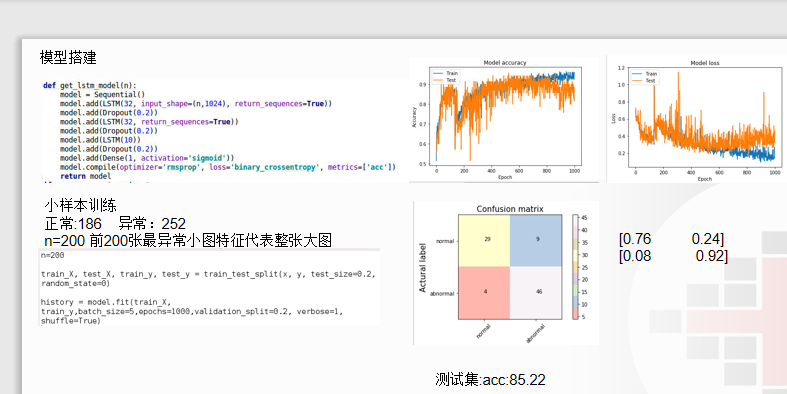 模型搭建
def get_lstm_model(n):
model = Sequential()
model.add(LSTM(32, input_shape=(n,1024), return_sequences=True))
model.add(Dropout(0.2))
model.add(LSTM(32, return_sequences=True))
model.add(Dropout(0.2))
model.add(LSTM(10))
model.add(Dropout(0.2))
model.add(Dense(1, activation='sigmoid'))
model.compile(optimizer='rmsprop', loss='binary_crossentropy', metrics=['acc'])
return model
Model accuracy
Train
Test
Accuracy
0.9
0.8
0.7
0.6
0.5
0 200 400 600 800 1000
Epoch
Model loss
Train
Test
Loss
1.2
1.0
0.8
0.6
0.4
0.2
0 200 400 600 800 1000
Epoch
小样本训练
正常:186 异常：252
n=200 前200张最异常小图特征代表整张大图
n=200
train_X, test_X, train_y, test_y = train_test_split(x, y, test_size=0.2,
random_state=0)
history = model.fit(train_X,
train_y,batch_size=5,epochs=1000,validation_split=0.2, verbose=1,
shuffle=True)
Confusion matrix
Actural label
normal
abnormal
29 9
4 46
normal abnormal
45
40
35
30
25
20
15
10
5
[0.76 0.24]
[0.08 0.92]
测试集:acc:85.22